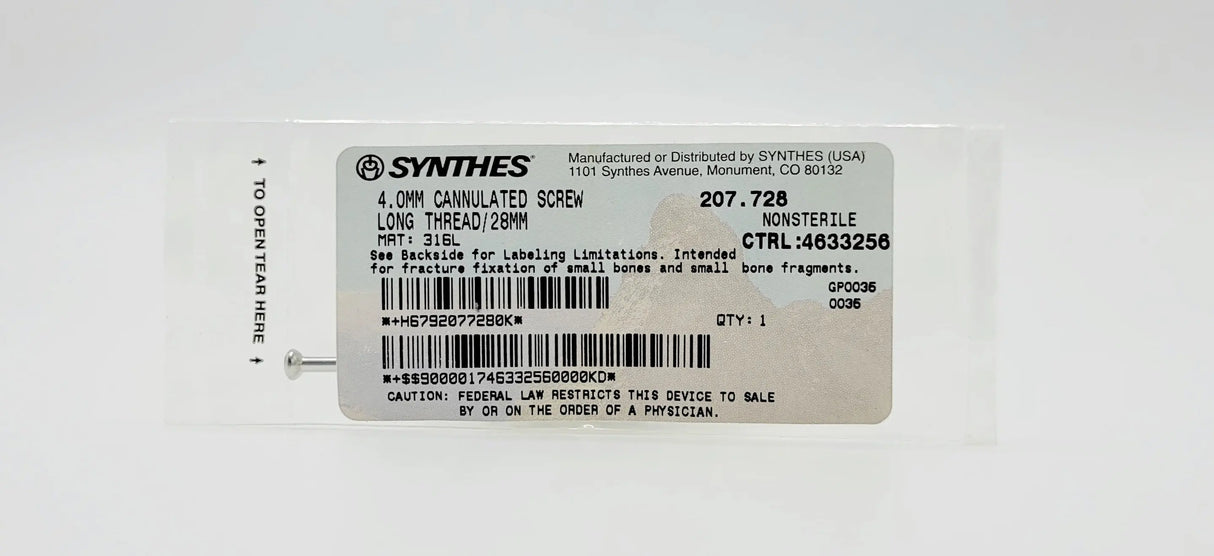 TO OPEN TEAR HERE
SYNTHES®
Manufactured or Distributed by SYNTHES (USA)
1101 Synthes Avenue, Monument, CO 80132
4.0MM CANNULATED SCREW
207.728
LONG THREAD/28MM
NONSTERILE
MAT: 316L
CTRL:4633256
See Backside for Labeling Limitations. Intended
for fracture fixation of small bones and small bone fragments.
GP0035
0035
*+H6792077280K*
QTY: 1
*+$$900001746332560000KD*
CAUTION: FEDERAL LAW RESTRICTS THIS DEVICE TO SALE
BY OR ON THE ORDER OF A PHYSICIAN.